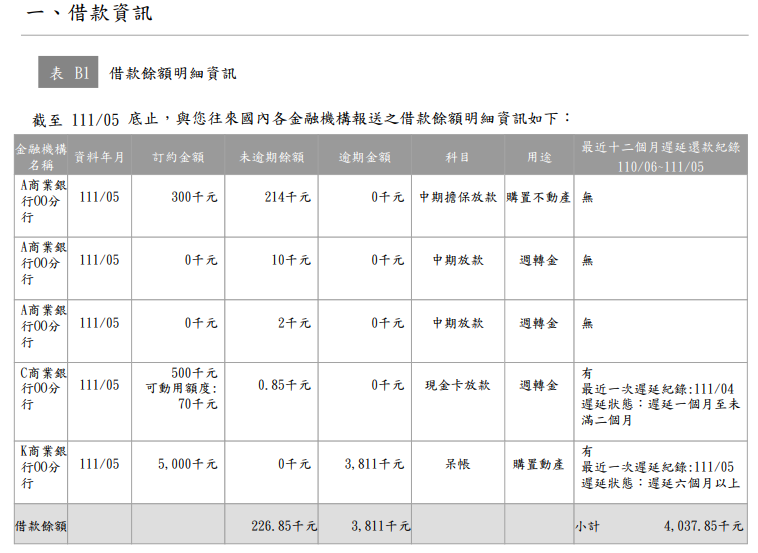 一、借款資訊
表 B1 借款餘額明細資訊
截至 111/05 底止，與您往來國內各金融機構報送之借款餘額明細資訊如下：
金融機構名稱 資料年月 訂約金額 未逾期餘額 逾期金額 科目 用途 最近十二個月遲延還款紀錄 110/06~111/05
A商業銀行OO分行 111/05 300千元 214千元 0千元 中期擔保放款 購置不動產 無
A商業銀行OO分行 111/05 0千元 10千元 0千元 中期放款 週轉金 無
A商業銀行OO分行 111/05 0千元 2千元 0千元 中期放款 週轉金 無
C商業銀行OO分行 111/05 500千元 可動用額度: 70千元 0.85千元 0千元 現金卡放款 週轉金 有 最近一次遲延紀錄:111/04 遲延狀態：遲延一個月至未滿二個月
K商業銀行OO分行 111/05 5,000千元 0千元 3,811千元 呆帳 購置動產 有 最近一次遲延紀錄:111/05 遲延狀態：遲延六個月以上
借款餘額 226.85千元 3,811千元 小計 4,037.85千元